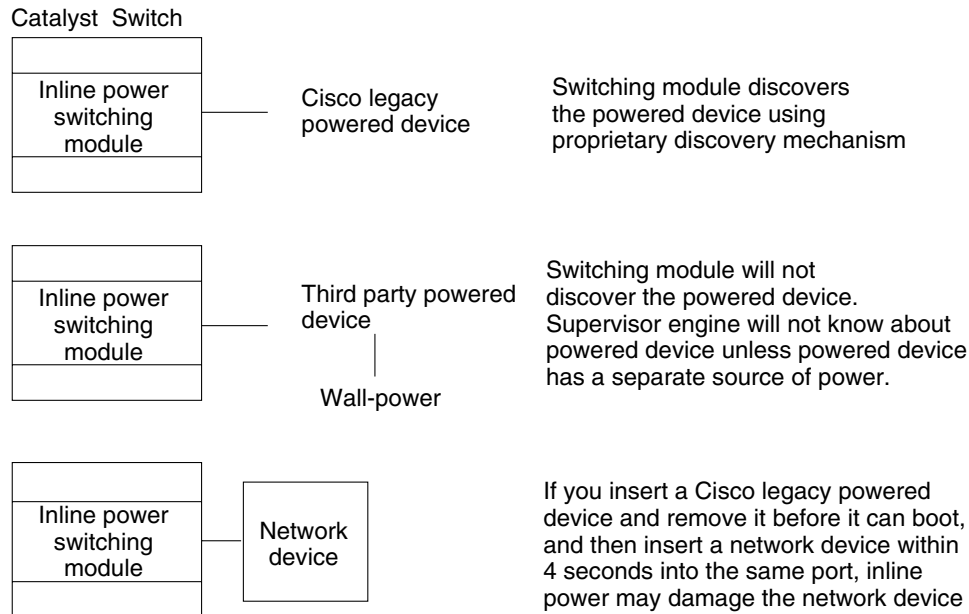 Catalyst Switch
Inline power
switching
module
Cisco legacy
powered device
Switching module discovers
the powered device using
proprietary discovery mechanism
Inline power
switching
module
Third party powered
device
Wall-power
Switching module will not
discover the powered device.
Supervisor engine will not know about
powered device unless powered device
has a separate source of power.
Inline power
switching
module
Network
device
If you insert a Cisco legacy powered
device and remove it before it can boot,
and then insert a network device within
4 seconds into the same port, inline
power may damage the network device